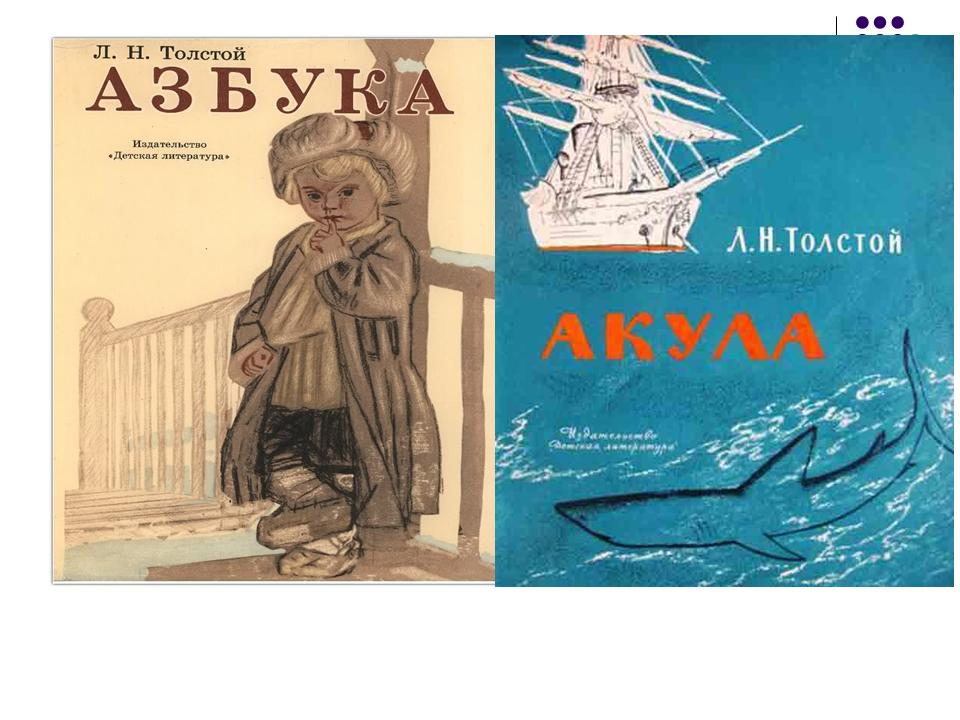 Л. Н. Толстой
АЗБУКА
Издательство
«Детская литература»
Л.Н.ТОЛСТОЙ
АКУЛА
Издательство
"Детская литература"